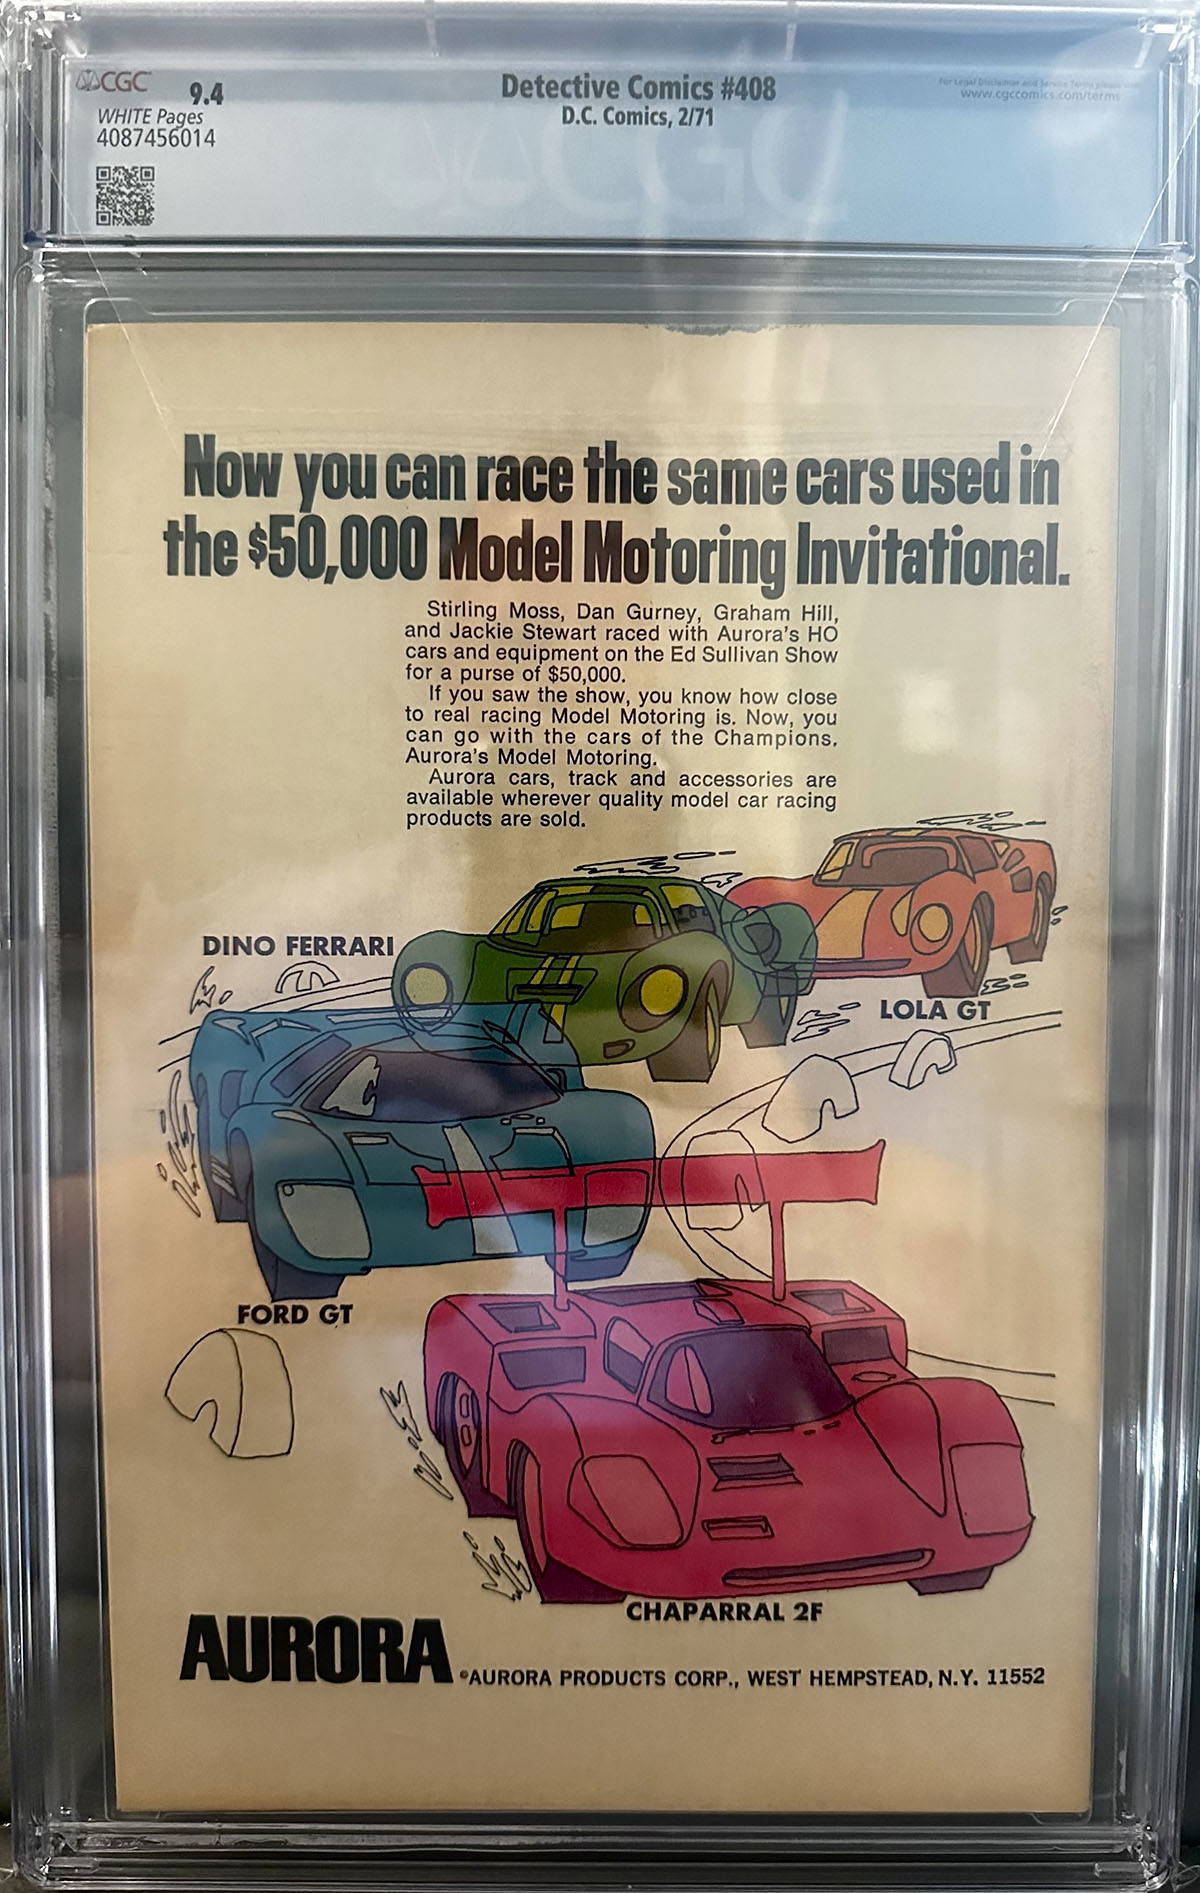 CGC
9.4
WHITE Pages
4087456014
Detective Comics #408
D.C. Comics, 2/71
www.cgccomics.com/terms
Now you can race the same cars used in
the $50,000 Model Motoring Invitational.
Stirling Moss, Dan Gurney, Graham Hill,
and Jackie Stewart raced with Aurora's HO
cars and equipment on the Ed Sullivan Show
for a purse of $50,000.
If you saw the show, you know how close
to real racing Model Motoring is. Now, you
can go with the cars of the Champions.
Aurora's Model Motoring.
Aurora cars, track and accessories are
available wherever quality model car racing
products are sold.
DINO FERRARI
LOLA GT
FORD GT
CHAPARRAL 2F
AURORA
©AURORA PRODUCTS CORP., WEST HEMPSTEAD, N.Y. 11552